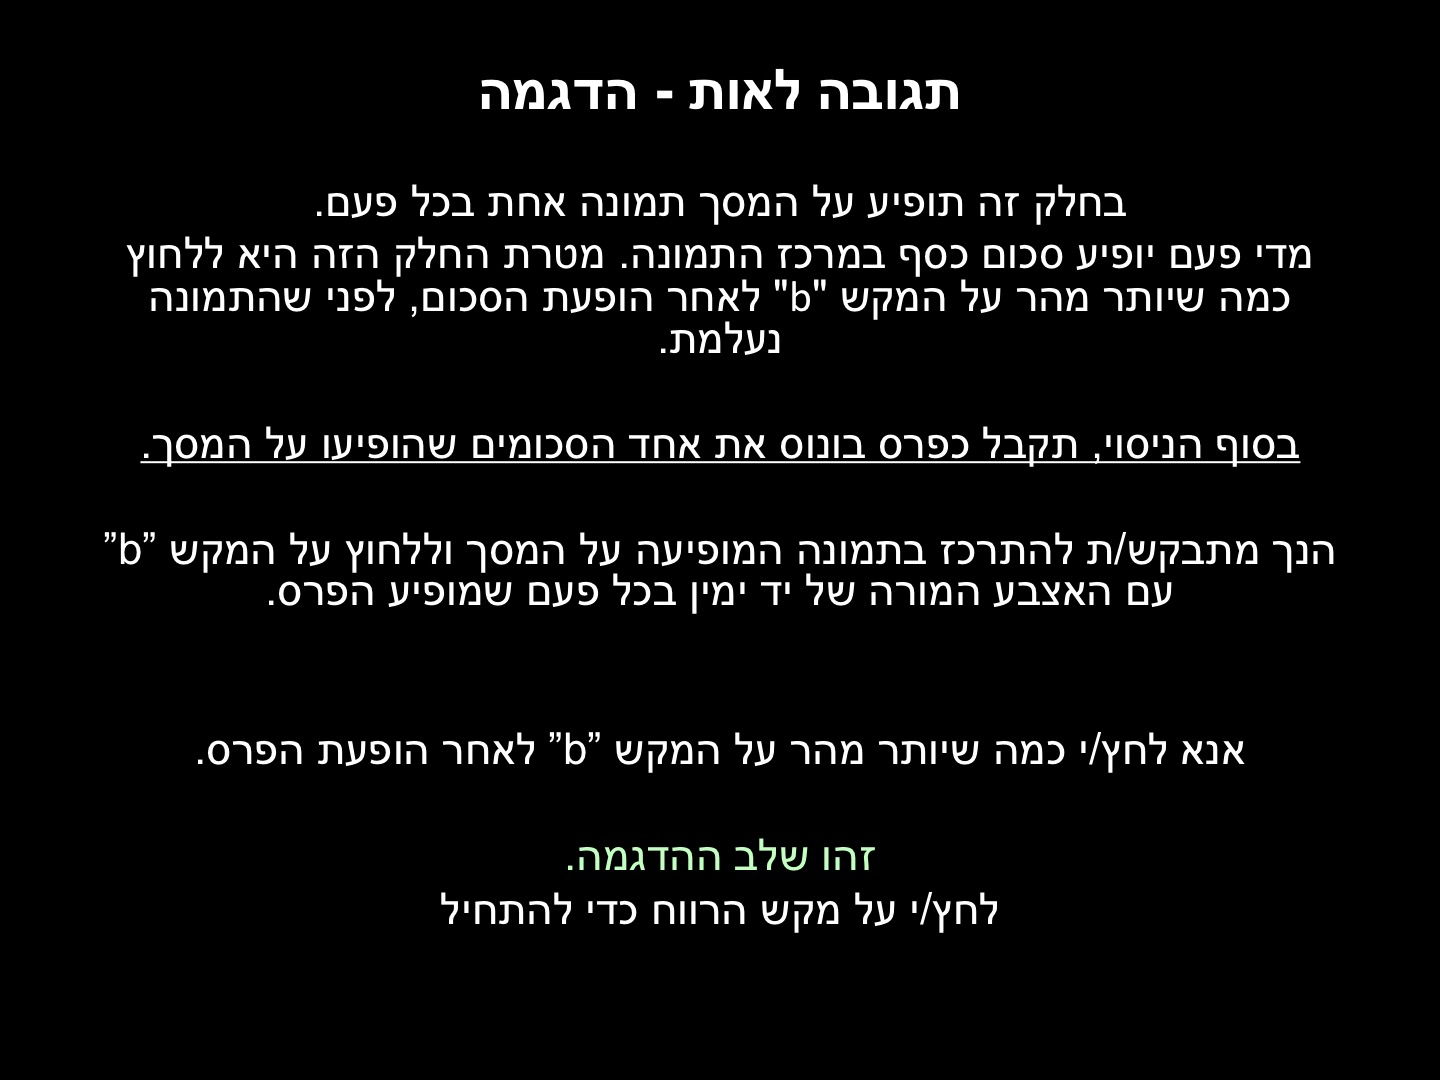 תגובה לאות - הדגמה
בחלק זה תופיע על המסך תמונה אחת בכל פעם.
מדי פעם יופיע סכום כסף במרכז התמונה. מטרת החלק הזה היא ללחוץ
כמה שיותר מהר על המקש "b" לאחר הופעת הסכום, לפני שהתמונה
נעלמת.
בסוף הניסוי, תקבל כפרס בונוס את אחד הסכומים שהופיעו על המסך.
הנך מתבקש/ת להתרכז בתמונה המופיעה על המסך וללחוץ על המקש ”b”
עם האצבע המורה של יד ימין בכל פעם שמופיע הפרס.
אנא לחץ/י כמה שיותר מהר על המקש ”b” לאחר הופעת הפרס.
זהו שלב ההדגמה.
לחץ/י על מקש הרווח כדי להתחיל